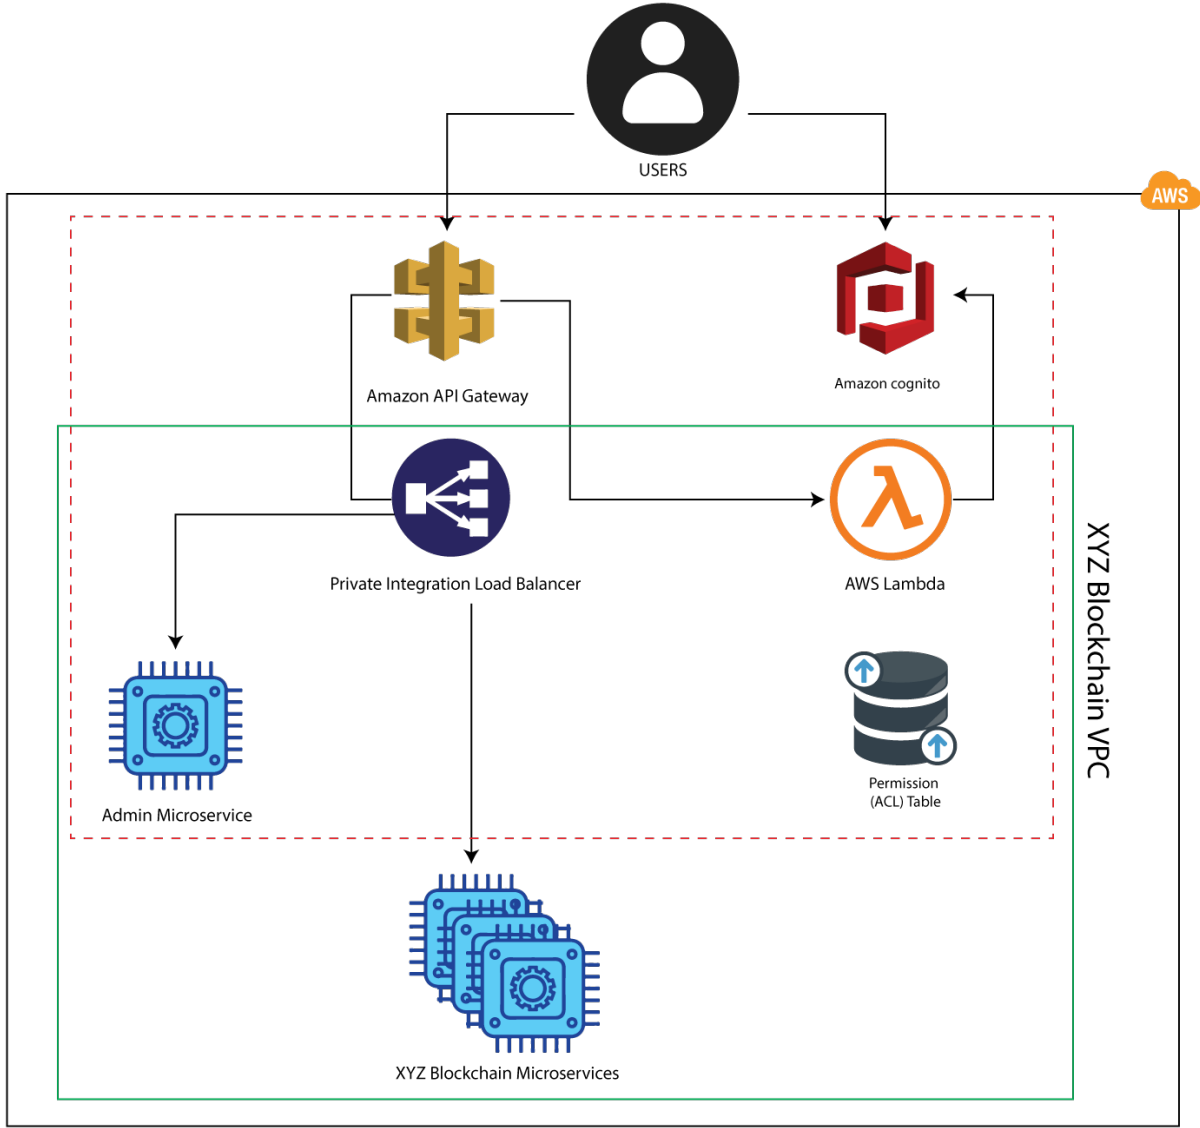 USERS
AWS
Amazon API Gateway
Amazon cognito
Private Integration Load Balancer
AWS Lambda
XYZ Blockchain VPC
Permission
(ACL) Table
Admin Microservice
XYZ Blockchain Microservices